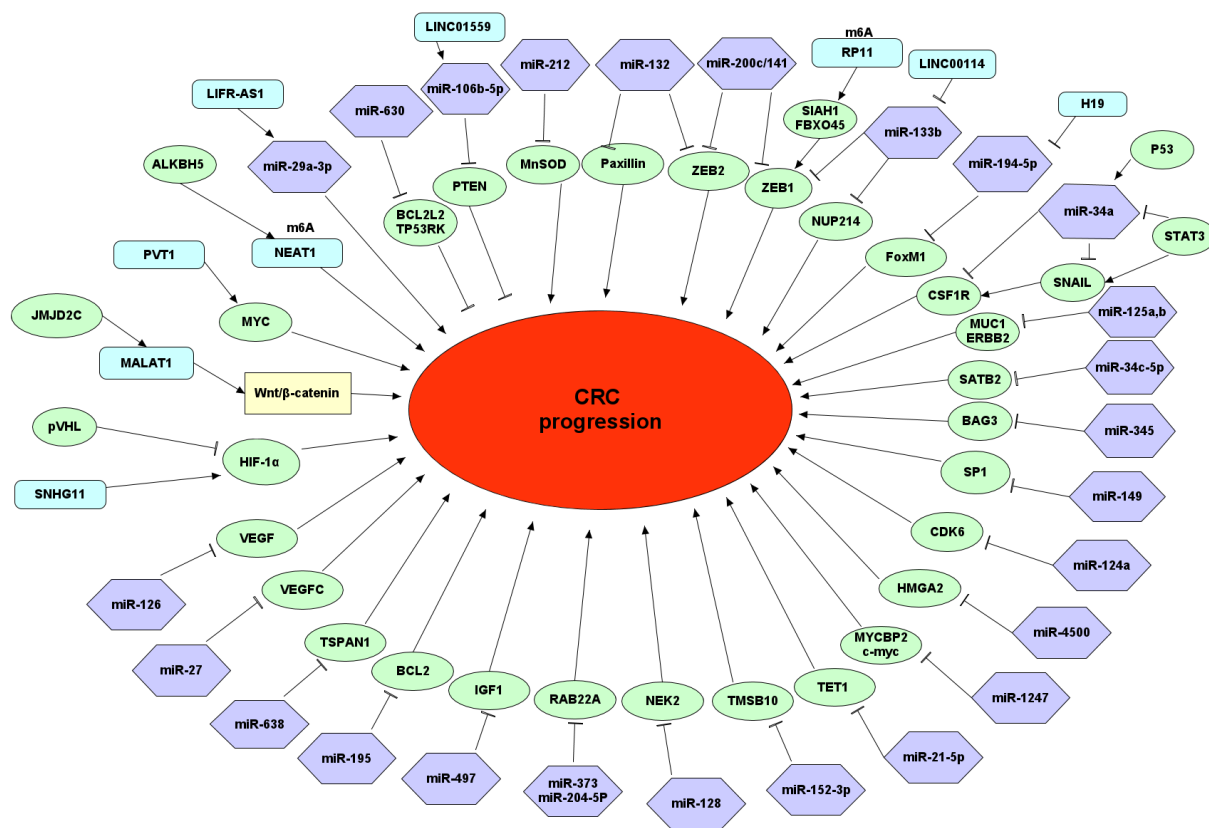 LINC01559
m6A
RP11
LINC00114
miR-212
miR-132
miR-200c/141
miR-106b-5p
LIFR-AS1
miR-630
SIAH1
FBXO45
H19
miR-133b
ALKBH5
miR-29a-3p
MnSOD
Paxillin
ZEB2
ZEB1
miR-194-5p
P53
PTEN
BCL2L2
TP53RK
NUP214
miR-34a
m6A
NEAT1
STAT3
PVT1
FoxM1
SNAIL
CSF1R
JMJD2C
MYC
MUC1
ERBB2
miR-125a,b
MALAT1
Wnt/β-catenin
CRC
progression
SATB2
miR-34c-5p
pVHL
BAG3
miR-345
HIF-1α
SP1
SNHG11
miR-149
VEGF
CDK6
miR-124a
miR-126
VEGFC
HMGA2
miR-4500
TSPAN1
MYCBP2
c-myc
miR-27
BCL2
IGF1
RAB22A
NEK2
TMSB10
TET1
miR-1247
miR-638
miR-195
miR-497
miR-373
miR-204-5P
miR-128
miR-152-3p
miR-21-5p